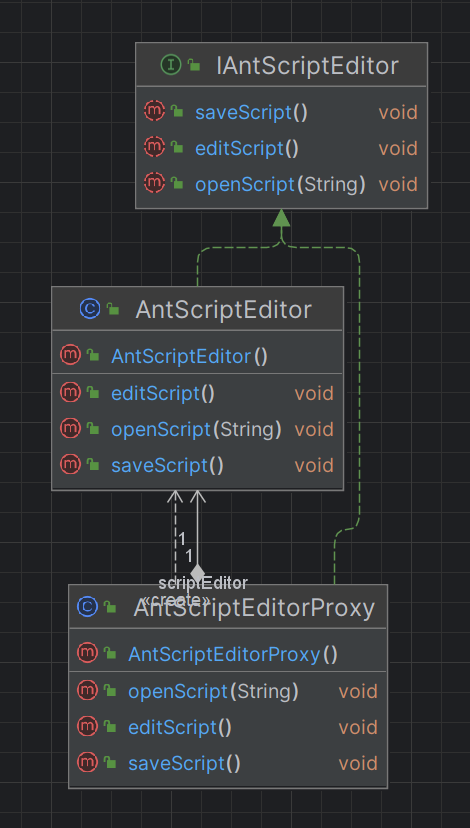 I IAntScriptEditor
m saveScript() void
m editScript() void
m openScript(String) void
C AntScriptEditor
m AntScriptEditor()
m editScript() void
m openScript(String) void
m saveScript() void
1
1
scriptEditor
«create»
C AntScriptEditorProxy
m AntScriptEditorProxy()
m openScript(String) void
m editScript() void
m saveScript() void